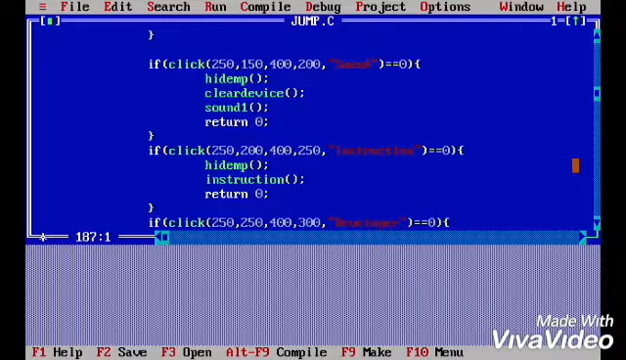 ≡ File Edit Search Run Compile Debug Project Options Window Help
[■] JUMP.C 1=[↑]
}
if(click(250,150,400,200,"Sound")==0){
hidemp();
cleardevice();
sound1();
return 0;
}
if(click(250,200,400,250,"Instruction")==0){
hidemp();
instruction();
return 0;
}
if(click(250,250,400,300,"Developer")==0){
187:1
F1 Help F2 Save F3 Open Alt-F9 Compile F9 Make F10 Menu
Made With
VivaVideo